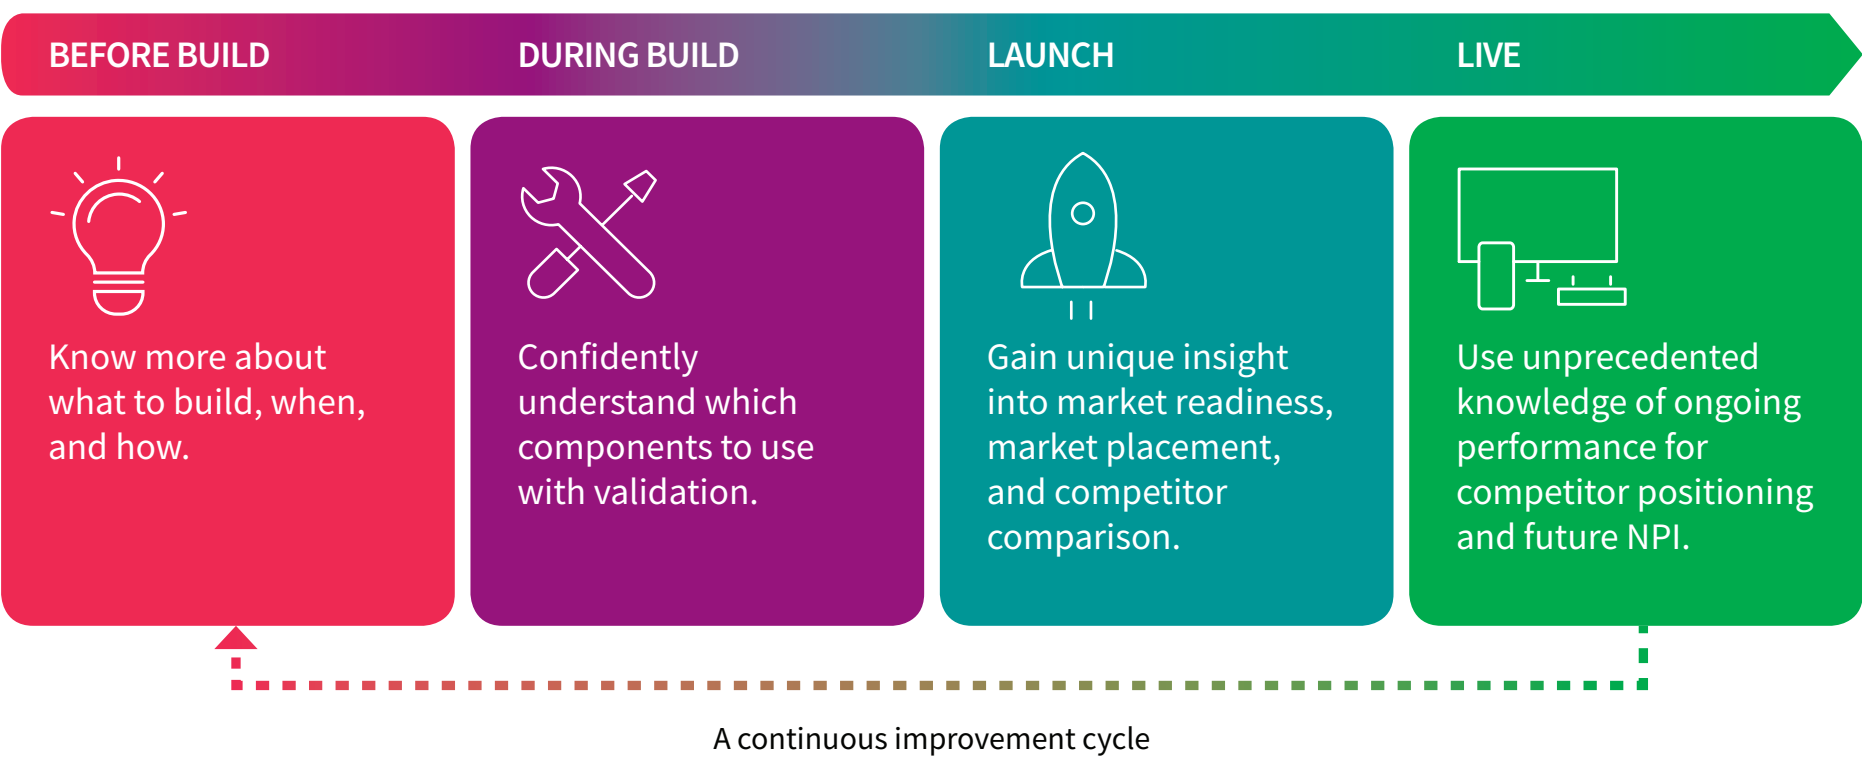 BEFORE BUILD
DURING BUILD
LAUNCH
LIVE
Know more about
what to build, when,
and how.
Confidently
understand which
components to use
with validation.
Gain unique insight
into market readiness,
market placement,
and competitor
comparison.
Use unprecedented
knowledge of ongoing
performance for
competitor positioning
and future NPI.
A continuous improvement cycle